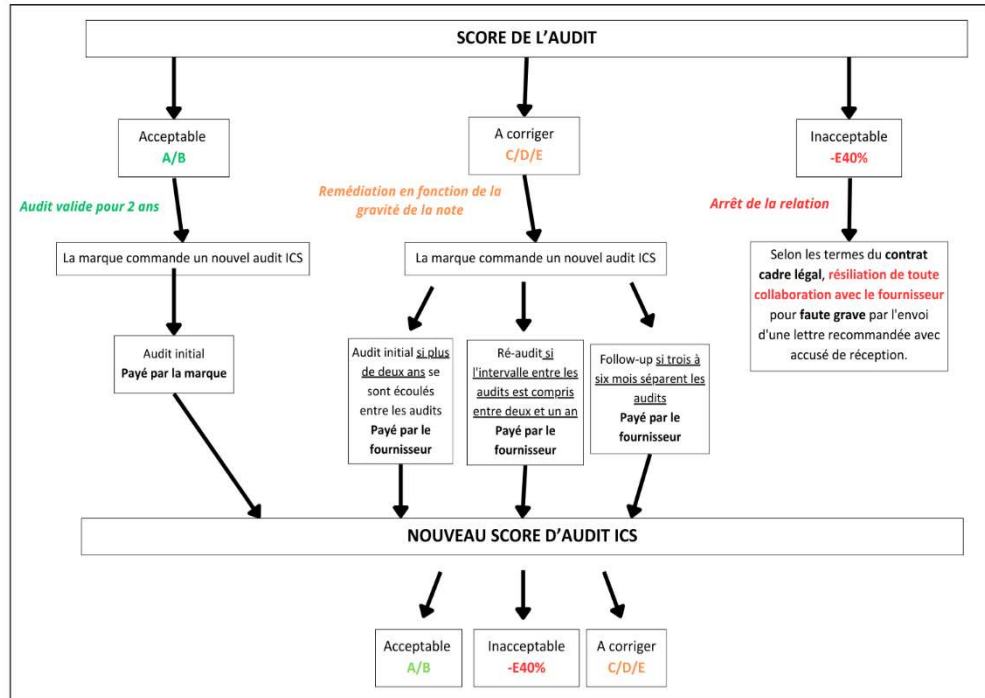 SCORE DE L'AUDIT
Acceptable
A/B
A corriger
C/D/E
Inacceptable
-E40%
Audit valide pour 2 ans
Remédiation en fonction de la
gravité de la note
Arrêt de la relation
La marque commande un nouvel audit ICS
La marque commande un nouvel audit ICS
Selon les termes du contrat
cadre légal, résiliation de toute
collaboration avec le fournisseur
pour faute grave par l'envoi
d'une lettre recommandée avec
accusé de réception.
Audit initial
Payé par la marque
Audit initial si plus
de deux ans se
sont écoulés
entre les audits
Payé par le
fournisseur
Ré-audit si
l'intervalle entre les
audits est compris
entre deux et un an
Payé par le
fournisseur
Follow-up si trois à
six mois séparent les
audits
Payé par le
fournisseur
NOUVEAU SCORE D'AUDIT ICS
Acceptable
A/B
Inacceptable
-E40%
A corriger
C/D/E